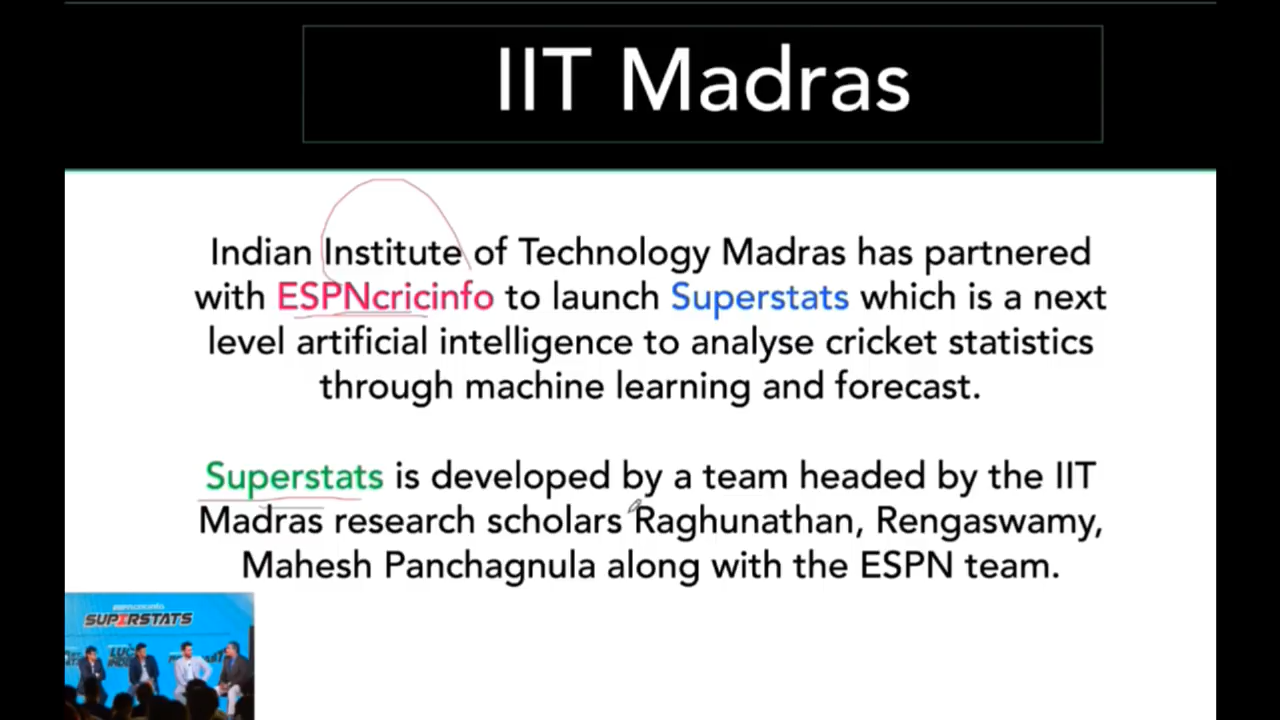 IIT Madras
Indian Institute of Technology Madras has partnered
with ESPNcricinfo to launch Superstats which is a next
level artificial intelligence to analyse cricket statistics
through machine learning and forecast.
Superstats is developed by a team headed by the IIT
Madras research scholars Raghunathan, Rengaswamy,
Mahesh Panchagnula along with the ESPN team.
SUPERSTATS